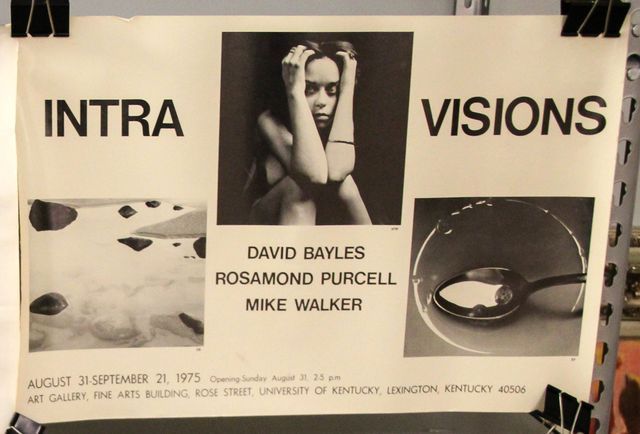 INTRA VISIONS
DAVID BAYLES
ROSAMOND PURCELL
MIKE WALKER
AUGUST 31-SEPTEMBER 21, 1975 Opening-Sunday August 31, 2-5 p.m
ART GALLERY, FINE ARTS BUILDING, ROSE STREET, UNIVERSITY OF KENTUCKY, LEXINGTON, KENTUCKY 40506